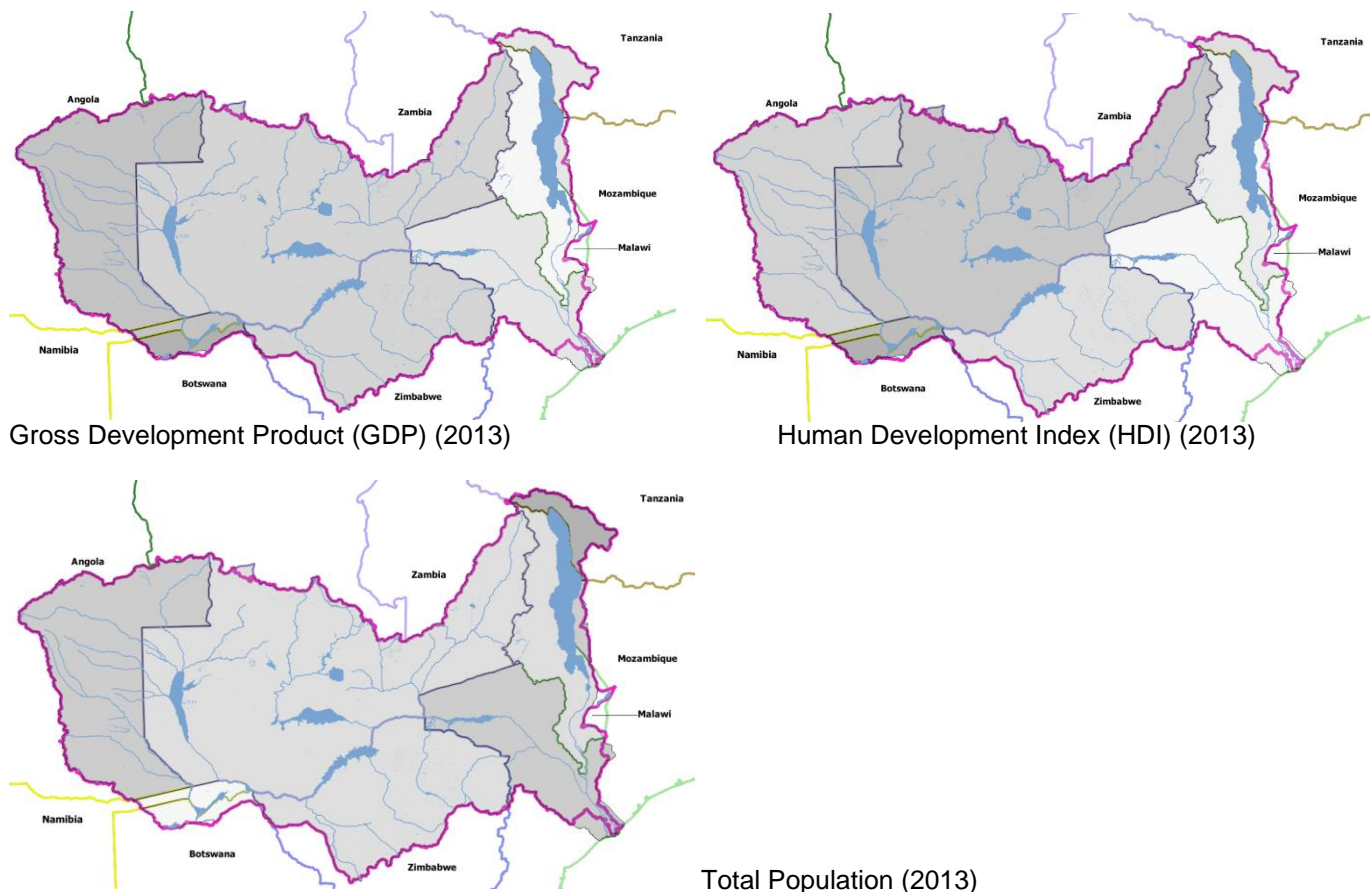 Tanzania
Angola
Zambia
Mozambique
Malawi
Namibia
Botswana
Zimbabwe
Gross Development Product (GDP) (2013)
Tanzania
Angola
Zambia
Mozambique
Malawi
Namibia
Botswana
Zimbabwe
Human Development Index (HDI) (2013)
Tanzania
Angola
Zambia
Mozambique
Malawi
Namibia
Botswana
Zimbabwe
Total Population (2013)